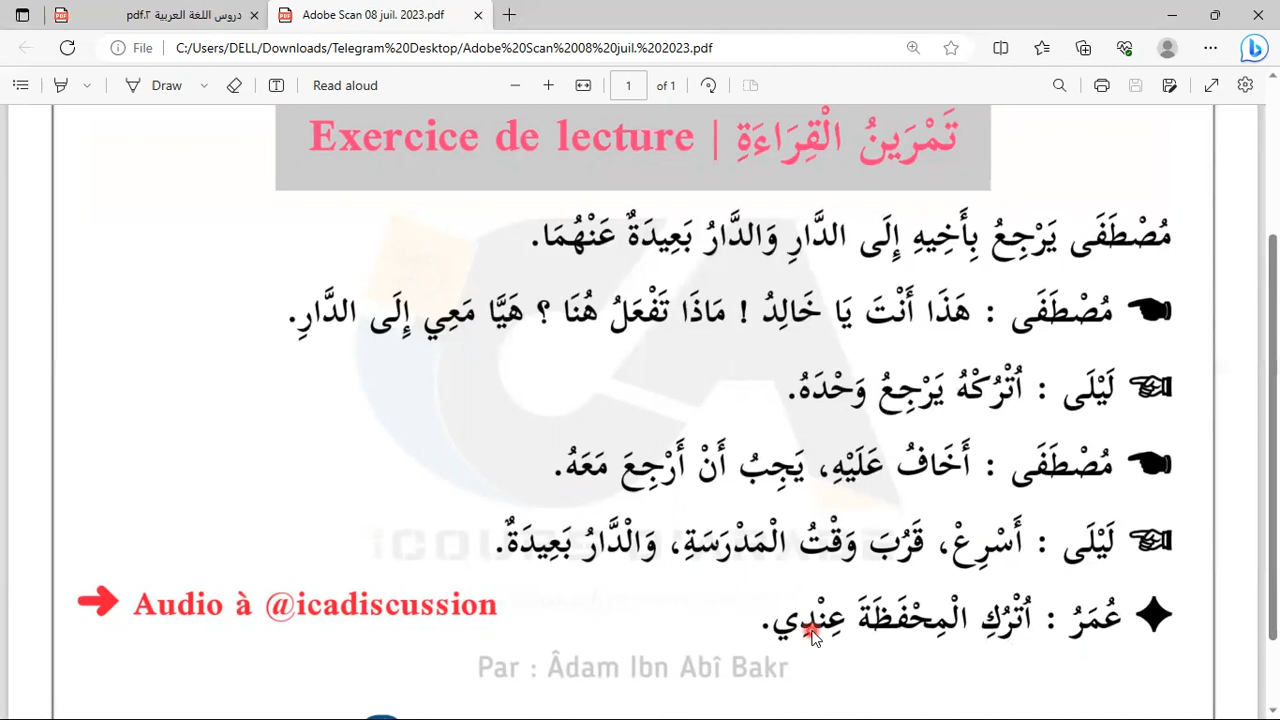 دروس اللغة العربية ٢.pdf
Adobe Scan 08 juil. 2023.pdf
File
C:/Users/DELL/Downloads/Telegram%20Desktop/Adobe%20Scan%2008%20juil.%202023.pdf
Draw
Read aloud
1
of 1
Exercice de lecture | تَمْرَينُ الْقِرَاءَةِ
مُصْطَفَى يَرْجِعُ بِأَخِيهِ إِلَى الدَّارِ وَالدَّارُ بَعِيدَةٌ عَنْهُمَا.
مُصْطَفَى : هَذَا أَنْتَ يَا خَالِدُ ! مَاذَا تَفْعَلُ هُنَا ؟ هَيَّا مَعِي إِلَى الدَّارِ.
لَيْلَى : اُتْرُكْهُ يَرْجِعُ وَحْدَهُ.
مُصْطَفَى : أَخَافُ عَلَيْهِ، يَجِبُ أَنْ أَرْجِعَ مَعَهُ.
لَيْلَى : أَسْرِعْ، قَرُبَ وَقْتُ الْمَدْرَسَةِ، وَالْدَّارُ بَعِيدَةٌ.
عُمَرُ : اُتْرُكِ الْمِحْفَظَةَ عِنْدِي.
Audio à @icadiscussion
Par : Âdam Ibn Abî Bakr